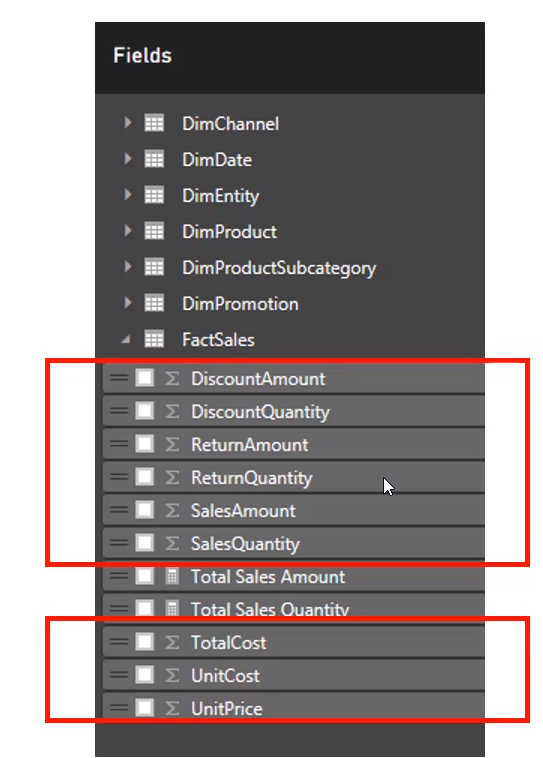 Fields
DimChannel
DimDate
DimEntity
DimProduct
DimProductSubcategory
DimPromotion
FactSales
DiscountAmount
DiscountQuantity
ReturnAmount
ReturnQuantity
SalesAmount
SalesQuantity
Total Sales Amount
Total Sales Quantity
TotalCost
UnitCost
UnitPrice